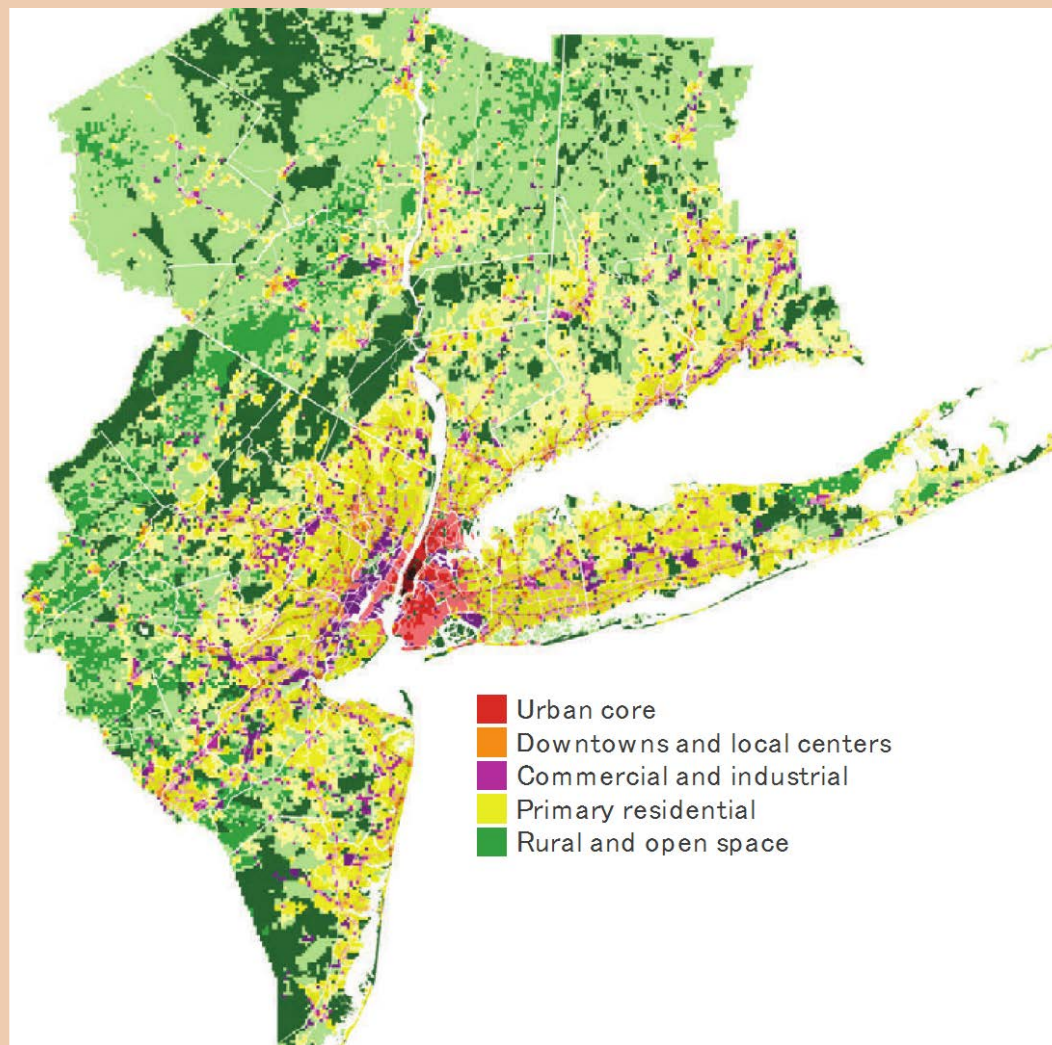 Urban core
Downtowns and local centers
Commercial and industrial
Primary residential
Rural and open space